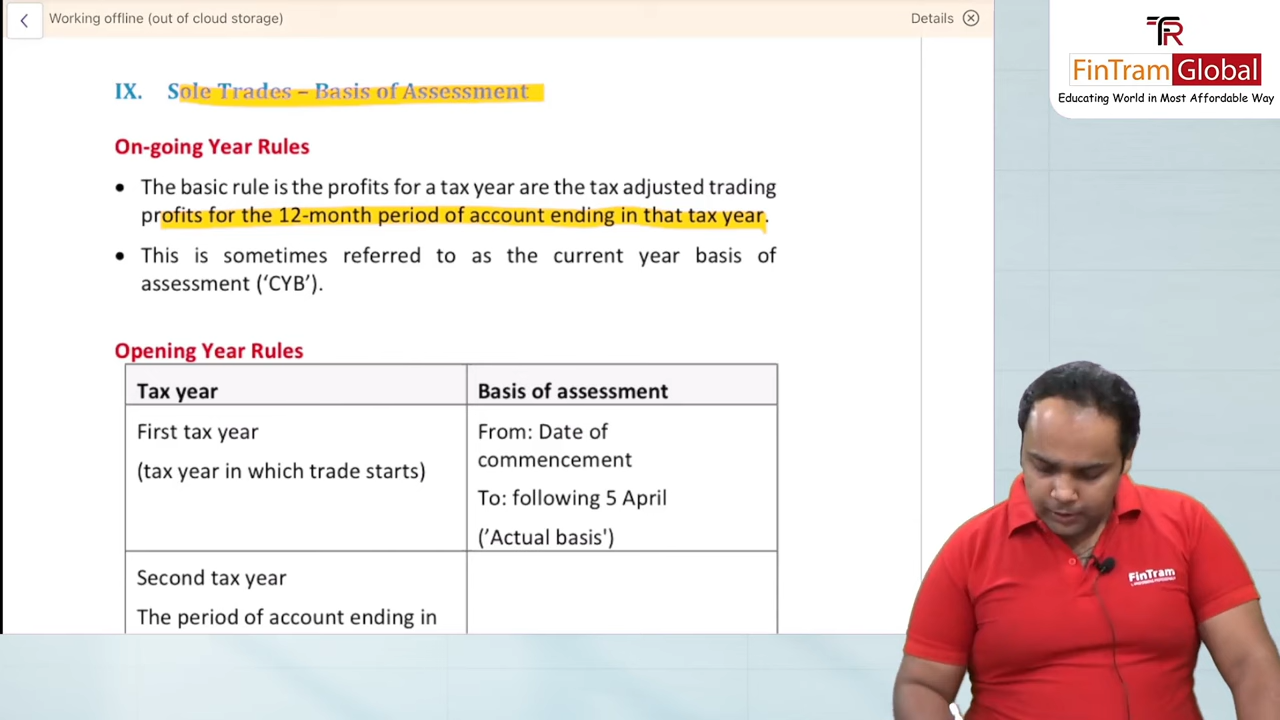 Working offline (out of cloud storage)
Details
TR
FinTram Global
Educating World in Most Affordable Way
IX. Sole Trades – Basis of Assessment
On-going Year Rules
• The basic rule is the profits for a tax year are the tax adjusted trading
profits for the 12-month period of account ending in that tax year.
• This is sometimes referred to as the current year basis of
assessment (‘CYB’).
Opening Year Rules
Tax year
Basis of assessment
First tax year
(tax year in which trade starts)
From: Date of
commencement
To: following 5 April
(’Actual basis')
Second tax year
The period of account ending in
FinTram